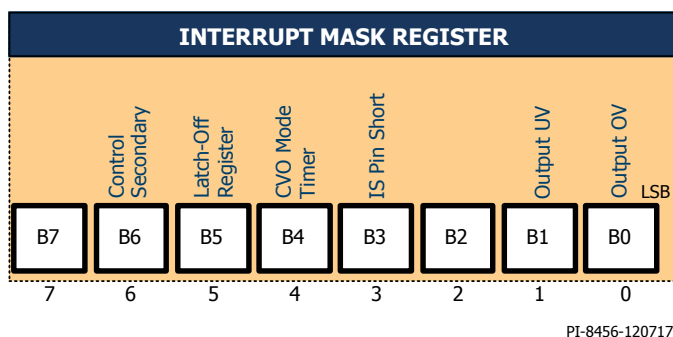 INTERRUPT MASK REGISTER
Control
Secondary
Latch-Off
Register
CVO Mode
Timer
IS Pin Short
Output UV
Output OV
LSB
B7 B6 B5 B4 B3 B2 B1 B0
7 6 5 4 3 2 1 0
PI-8456-120717